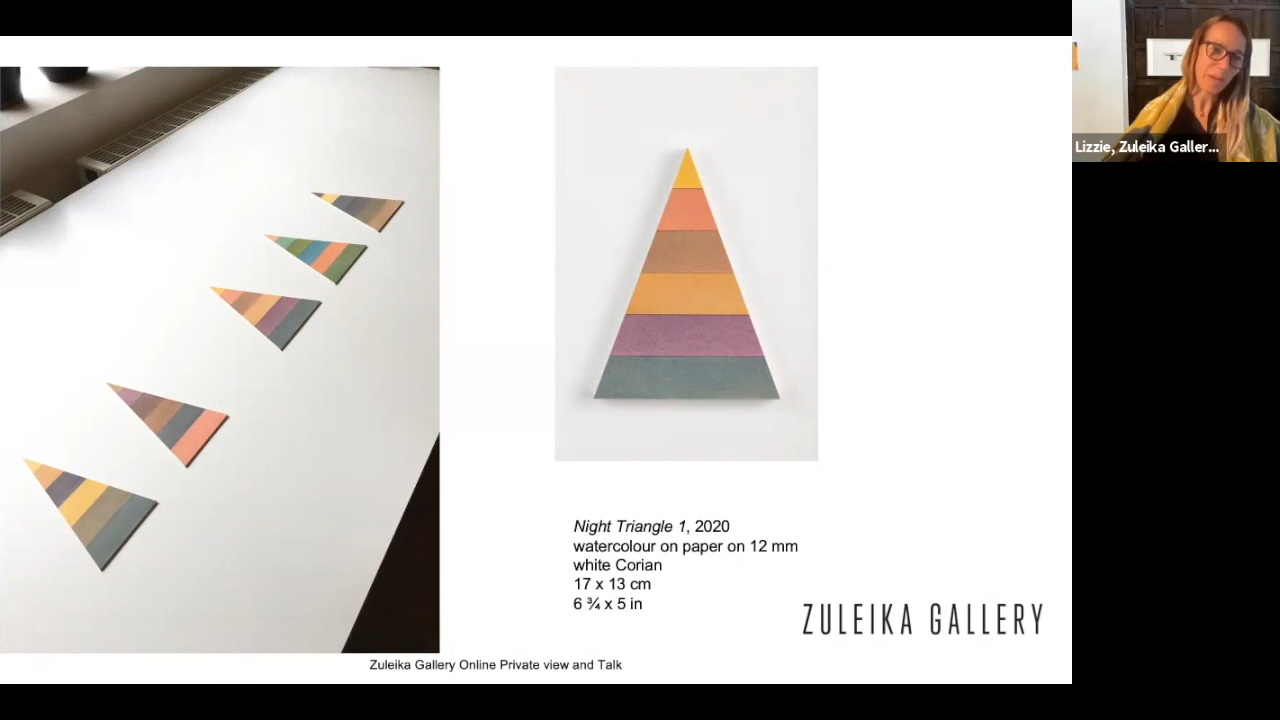 Lizzie, Zuleika Galler...
Night Triangle 1, 2020
watercolour on paper on 12 mm
white Corian
17 x 13 cm
6 ¾ x 5 in
ZULEIKA GALLERY
Zuleika Gallery Online Private view and Talk